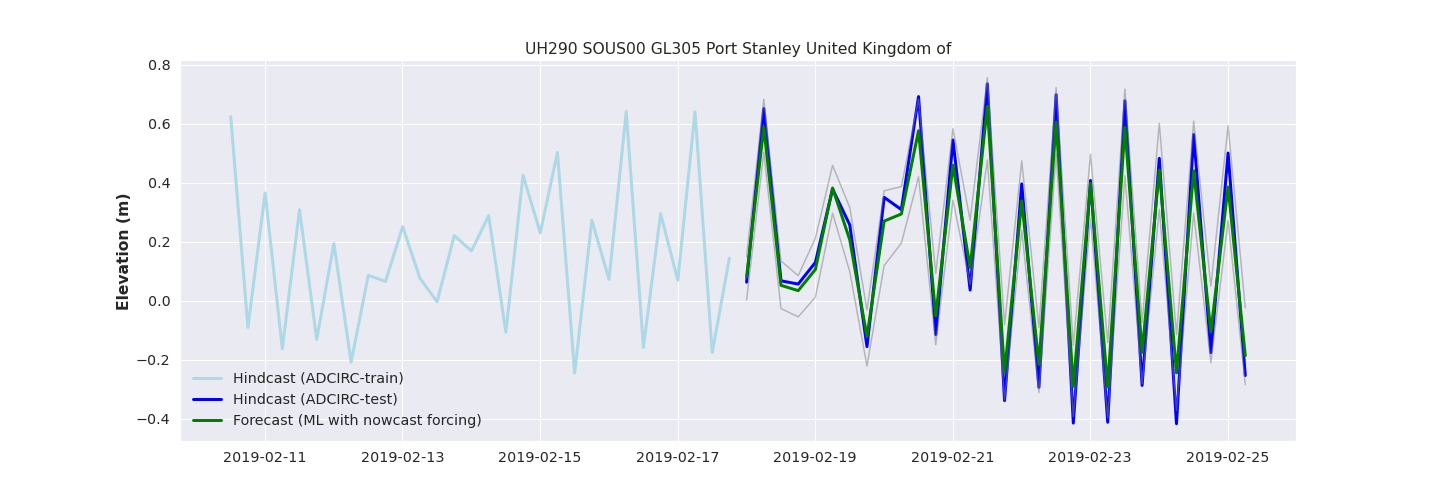 UH290 SOUS00 GL305 Port Stanley United Kingdom of
Elevation (m)
0.8
0.6
0.4
0.2
0.0
−0.2
−0.4
Hindcast (ADCIRC-train)
Hindcast (ADCIRC-test)
Forecast (ML with nowcast forcing)
2019-02-11 2019-02-13 2019-02-15 2019-02-17 2019-02-19 2019-02-21 2019-02-23 2019-02-25